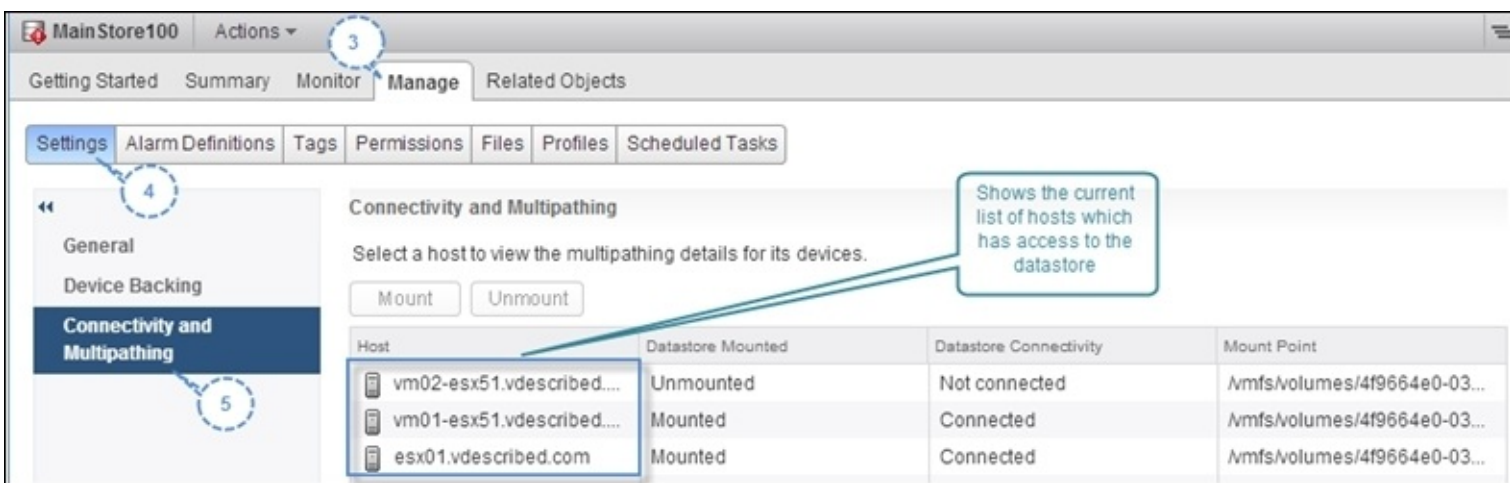 MainStore100 Actions
3
Getting Started Summary Monitor Manage Related Objects
Settings Alarm Definitions Tags Permissions Files Profiles Scheduled Tasks
4
General
Device Backing
Connectivity and
Multipathing
5
Connectivity and Multipathing
Select a host to view the multipathing details for its devices.
Mount Unmount
Shows the current
list of hosts which
has access to the
datastore
Host Datastore Mounted Datastore Connectivity Mount Point
vm02-esx51.vdescribed.... Unmounted Not connected /vmfs/volumes/4f9664e0-03...
vm01-esx51.vdescribed.... Mounted Connected /vmfs/volumes/4f9664e0-03...
esx01.vdescribed.com Mounted Connected /vmfs/volumes/4f9664e0-03...